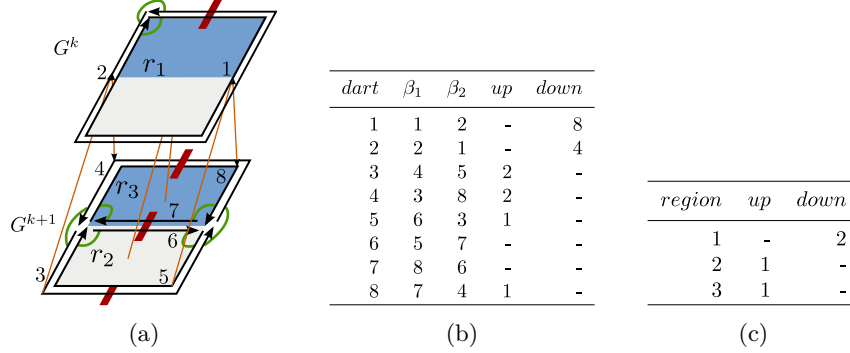 G^k
r_1
2
1
4
r_3
8
7
G^{k+1}
6
r_2
3
5
(a)
dart β_1 β_2 up down
1 1 2 - 8
2 2 1 - 4
3 4 5 2 -
4 3 8 2 -
5 6 3 1 -
6 5 7 - -
7 8 6 - -
8 7 4 1 -
(b)
region up down
1 - 2
2 1 -
3 1 -
(c)